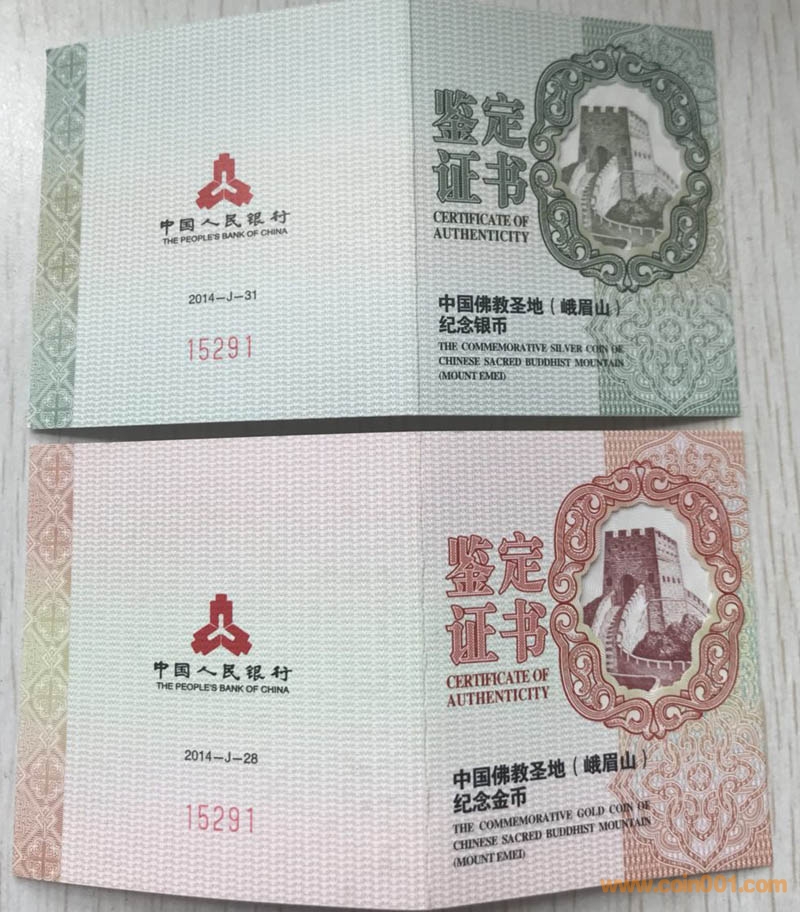 中国人民银行
THE PEOPLE'S BANK OF CHINA
2014-J-31
15291
鉴定
证书
CERTIFICATE OF
AUTHENTICITY
中国佛教圣地（峨眉山）
纪念银币
THE COMMEMORATIVE SILVER COIN OF
CHINESE SACRED BUDDHIST MOUNTAIN
(MOUNT EMEI)
中国人民银行
THE PEOPLE'S BANK OF CHINA
2014-J-28
15291
鉴定
证书
CERTIFICATE OF
AUTHENTICITY
中国佛教圣地（峨眉山）
纪念金币
THE COMMEMORATIVE GOLD COIN OF
CHINESE SACRED BUDDHIST MOUNTAIN
(MOUNT EMEI)
www.coin001.com